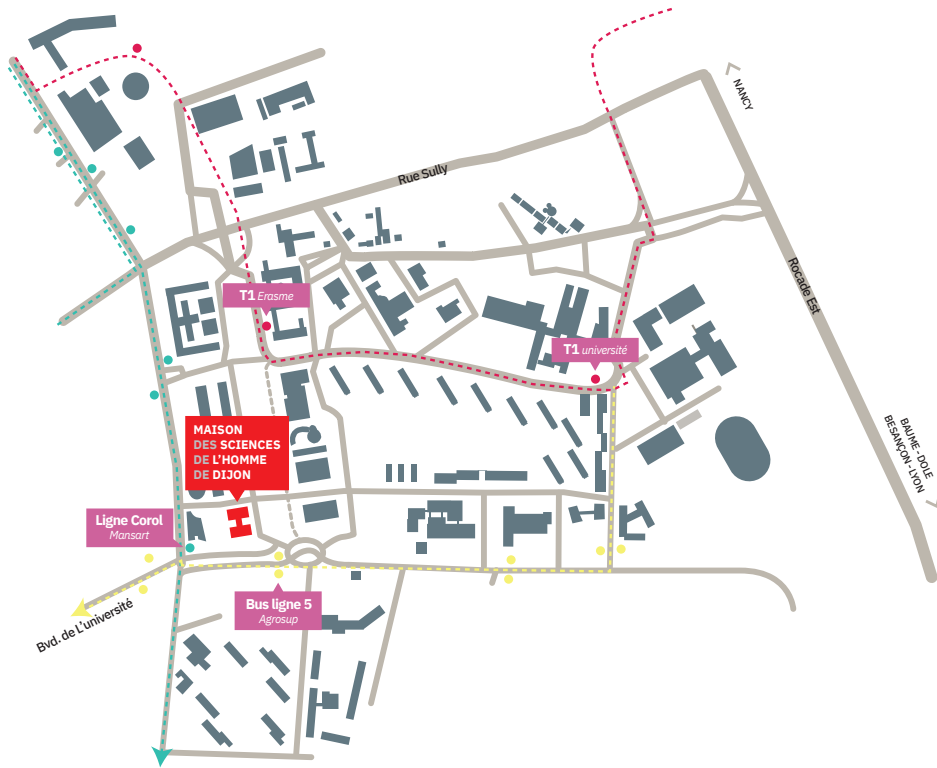 NANCY
Rue Sully
Rocade Est
T1 Erasme
T1 université
MAISON
DES SCIENCES
DE L'HOMME
DE DIJON
BAUME - DOLE
BESANÇON - LYON
Ligne Corol
Mansart
Bus ligne 5
Agrosup
Bvd. de L'université